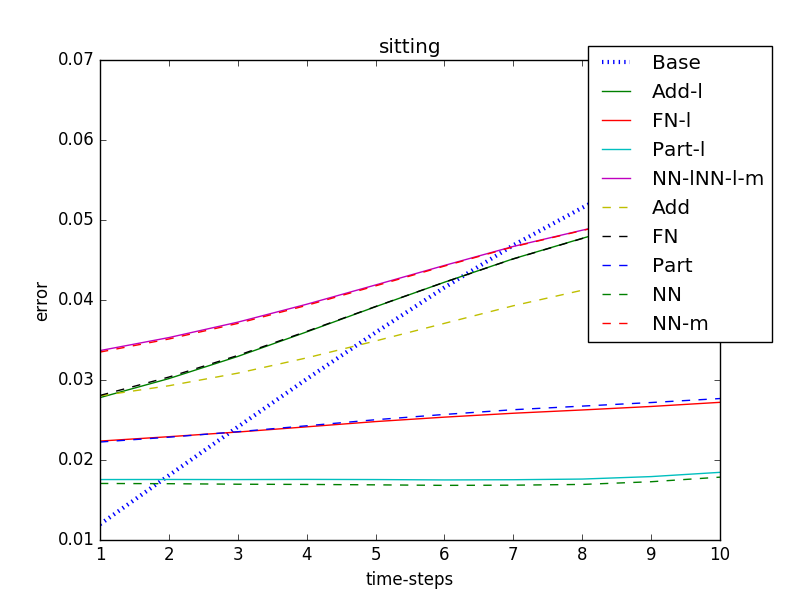 sitting
0.07
0.06
0.05
0.04
0.03
0.02
0.01
error
1 2 3 4 5 6 7 8 9 10
time-steps
Base
Add-l
FN-l
Part-l
NN-lNN-l-m
Add
FN
Part
NN
NN-m